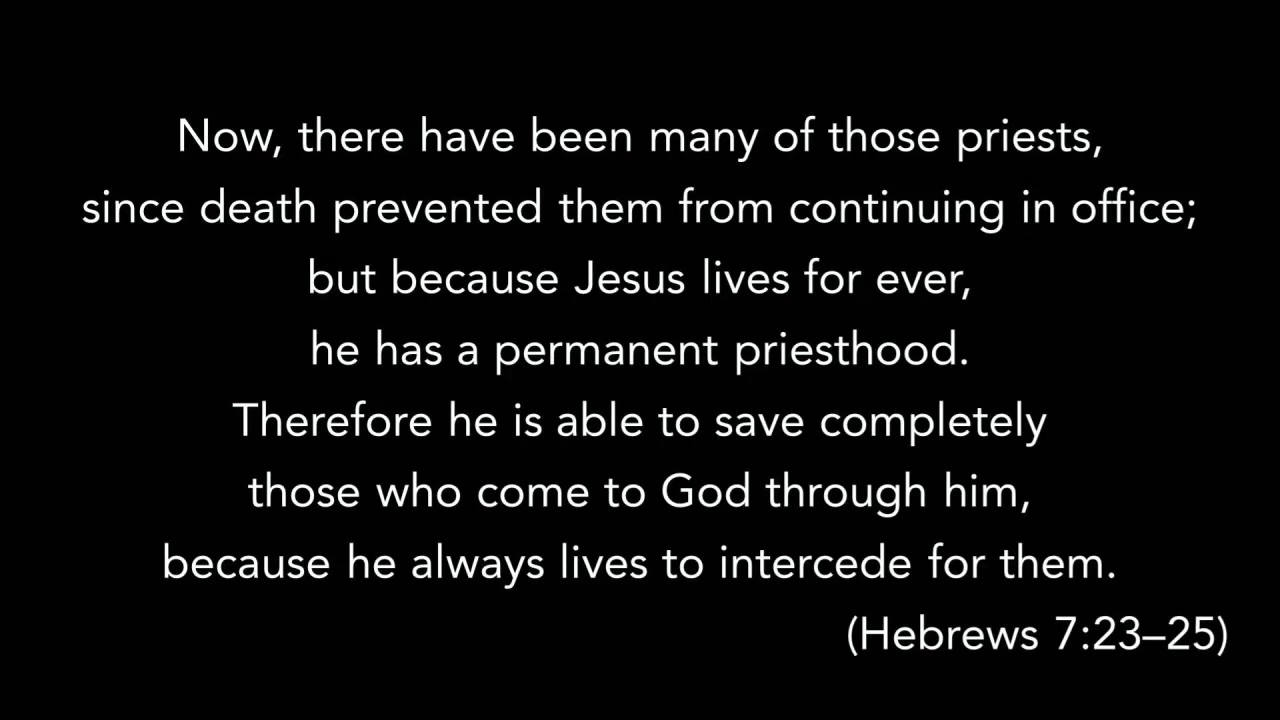 Now, there have been many of those priests,
since death prevented them from continuing in office;
but because Jesus lives for ever,
he has a permanent priesthood.
Therefore he is able to save completely
those who come to God through him,
because he always lives to intercede for them.
(Hebrews 7:23–25)